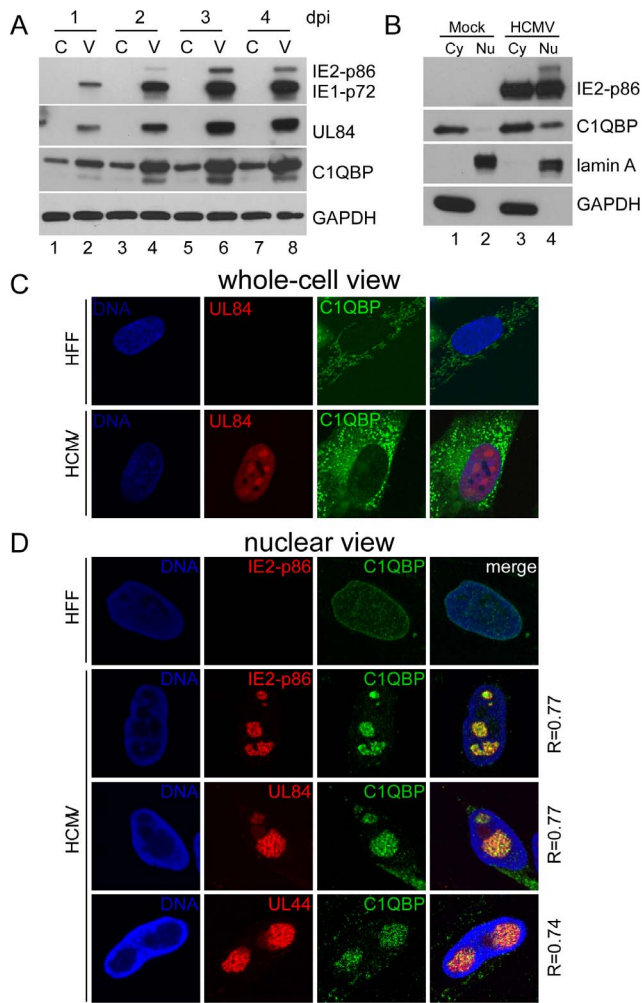 A
1 2 3 4 dpi
C V C V C V C V
IE2-p86
IE1-p72
UL84
C1QBP
GAPDH
1 2 3 4 5 6 7 8
B
Mock HCMV
Cy Nu Cy Nu
IE2-p86
C1QBP
lamin A
GAPDH
1 2 3 4
C
whole-cell view
HFF
DNA UL84 C1QBP
HCMV
DNA UL84 C1QBP
D
nuclear view
HFF
DNA IE2-p86 C1QBP merge
HCMV
DNA IE2-p86 C1QBP
R=0.77
DNA UL84 C1QBP
R=0.77
DNA UL44 C1QBP
R=0.74